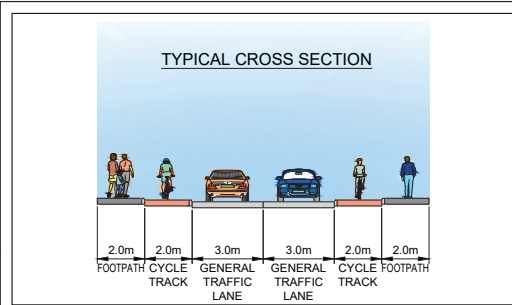 TYPICAL CROSS SECTION
2.0m 2.0m 3.0m 3.0m 2.0m 2.0m
FOOTPATH CYCLE GENERAL GENERAL CYCLE FOOTPATH
TRACK TRAFFIC TRAFFIC TRACK
LANE LANE